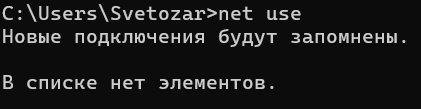 C:\Users\Svetozar>net use
Новые подключения будут запомнены.
В списке нет элементов.